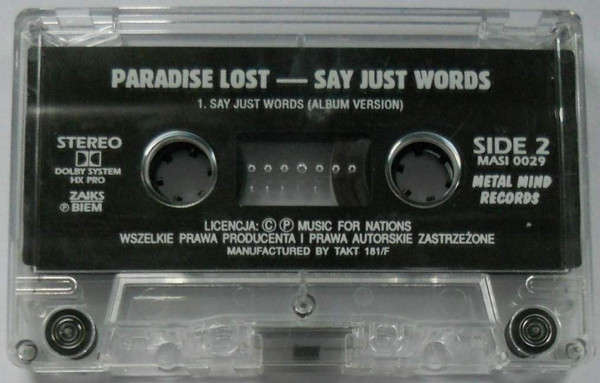 PARADISE LOST — SAY JUST WORDS
1. SAY JUST WORDS (ALBUM VERSION)
STEREO
DOLBY SYSTEM
HX PRO
ZAIKS
Ⓟ BIEM
SIDE 2
MASI 0029
METAL MIND
RECORDS
LICENCJA: Ⓒ Ⓟ MUSIC FOR NATIONS
WSZELKIE PRAWA PRODUCENTA I PRAWA AUTORSKIE ZASTRZEŻONE
MANUFACTURED BY TAKT 181/F